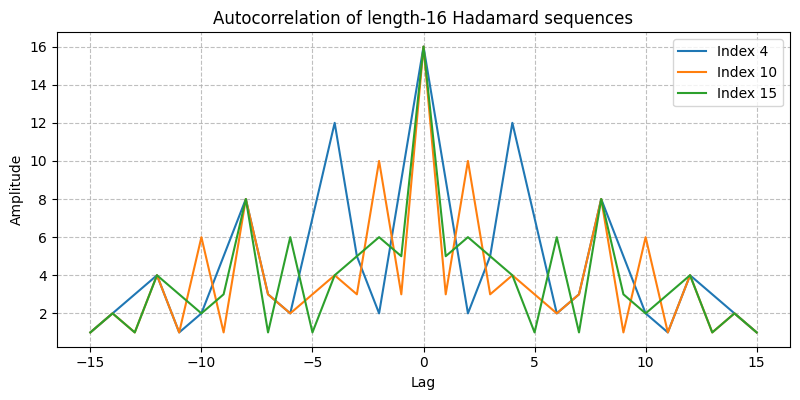 Autocorrelation of length-16 Hadamard sequences
16
14
12
10
8
6
4
2
Amplitude
Index 4
Index 10
Index 15
−15
−10
−5
0
5
10
15
Lag